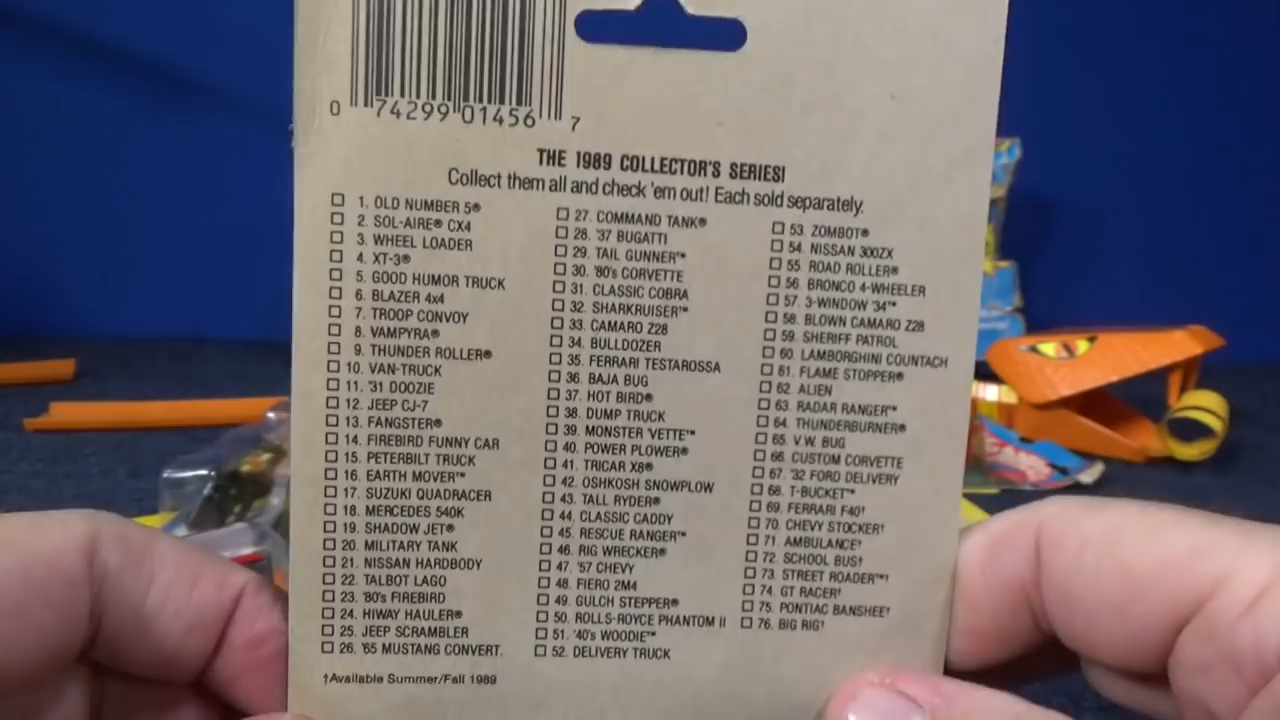 0 74299 01456 7
THE 1989 COLLECTOR'S SERIES!
Collect them all and check 'em out! Each sold separately.
1. OLD NUMBER 5®
2. SOL-AIRE® CX4
3. WHEEL LOADER
4. XT-3®
5. GOOD HUMOR TRUCK
6. BLAZER 4x4
7. TROOP CONVOY
8. VAMPYRA®
9. THUNDER ROLLER®
10. VAN-TRUCK
11. '31 DOOZIE
12. JEEP CJ-7
13. FANGSTER®
14. FIREBIRD FUNNY CAR
15. PETERBILT TRUCK
16. EARTH MOVER™
17. SUZUKI QUADRACER
18. MERCEDES 540K
19. SHADOW JET®
20. MILITARY TANK
21. NISSAN HARDBODY
22. TALBOT LAGO
23. '80's FIREBIRD
24. HIWAY HAULER®
25. JEEP SCRAMBLER
26. '65 MUSTANG CONVERT.
27. COMMAND TANK®
28. '37 BUGATTI
29. TAIL GUNNER™
30. '80's CORVETTE
31. CLASSIC COBRA
32. SHARKRUISER™
33. CAMARO Z28
34. BULLDOZER
35. FERRARI TESTAROSSA
36. BAJA BUG
37. HOT BIRD®
38. DUMP TRUCK
39. MONSTER 'VETTE™
40. POWER PLOWER®
41. TRICAR X8®
42. OSHKOSH SNOWPLOW
43. TALL RYDER®
44. CLASSIC CADDY
45. RESCUE RANGER™
46. RIG WRECKER®
47. '57 CHEVY
48. FIERO 2M4
49. GULCH STEPPER®
50. ROLLS-ROYCE PHANTOM II
51. '40's WOODIE™
52. DELIVERY TRUCK
53. ZOMBOT®
54. NISSAN 300ZX
55. ROAD ROLLER®
56. BRONCO 4-WHEELER
57. 3-WINDOW '34™
58. BLOWN CAMARO Z28
59. SHERIFF PATROL
60. LAMBORGHINI COUNTACH
61. FLAME STOPPER®
62. ALIEN
63. RADAR RANGER™
64. THUNDERBURNER®
65. V.W. BUG
66. CUSTOM CORVETTE
67. '32 FORD DELIVERY
68. T-BUCKET™
69. FERRARI F40†
70. CHEVY STOCKER†
71. AMBULANCE†
72. SCHOOL BUS†
73. STREET ROADER™†
74. GT RACER†
75. PONTIAC BANSHEE†
76. BIG RIG†
†Available Summer/Fall 1989